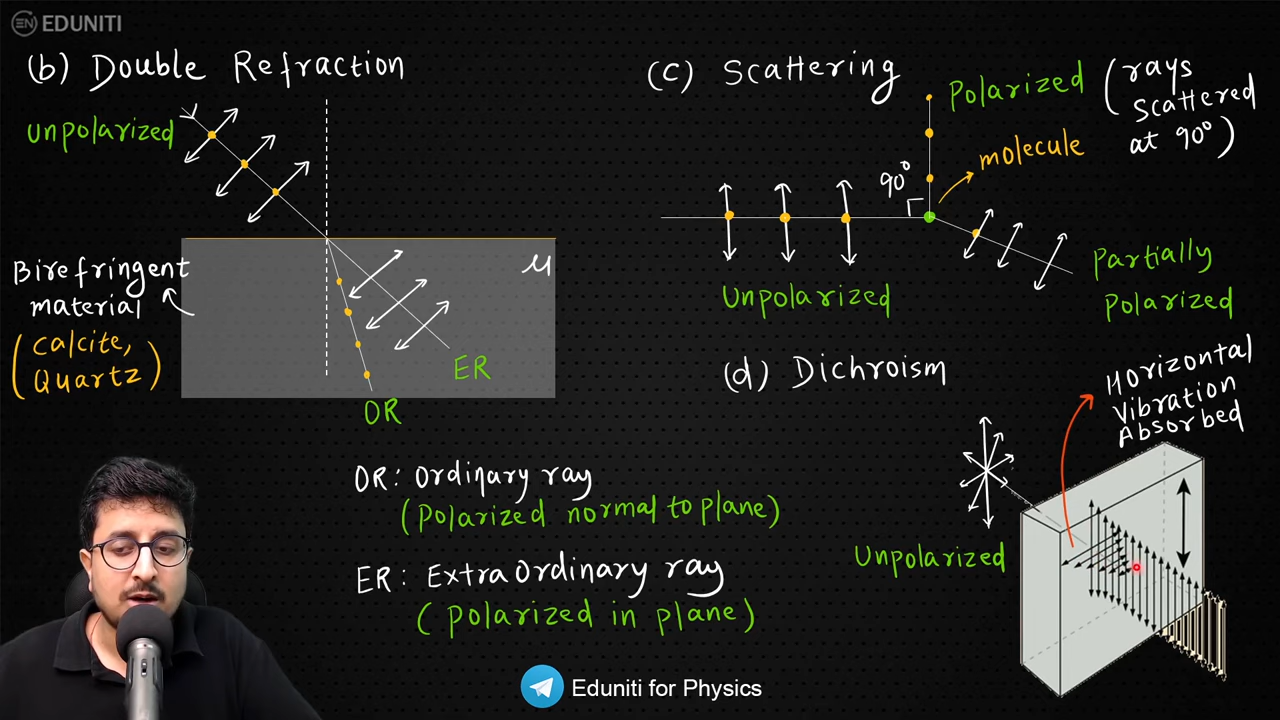 EDUNITI
(b) Double Refraction
unpolarized
Birefringent
material
(calcite,
Quartz)
μ
ER
OR
OR: Ordinary ray
(Polarized normal to plane)
ER: Extraordinary ray
(Polarized in plane)
(c) Scattering
Polarized (rays
scattered
at 90°)
molecule
90°
Unpolarized
Partially
Polarized
(d) Dichroism
Horizontal
Vibration
Absorbed
Unpolarized
Eduniti for Physics